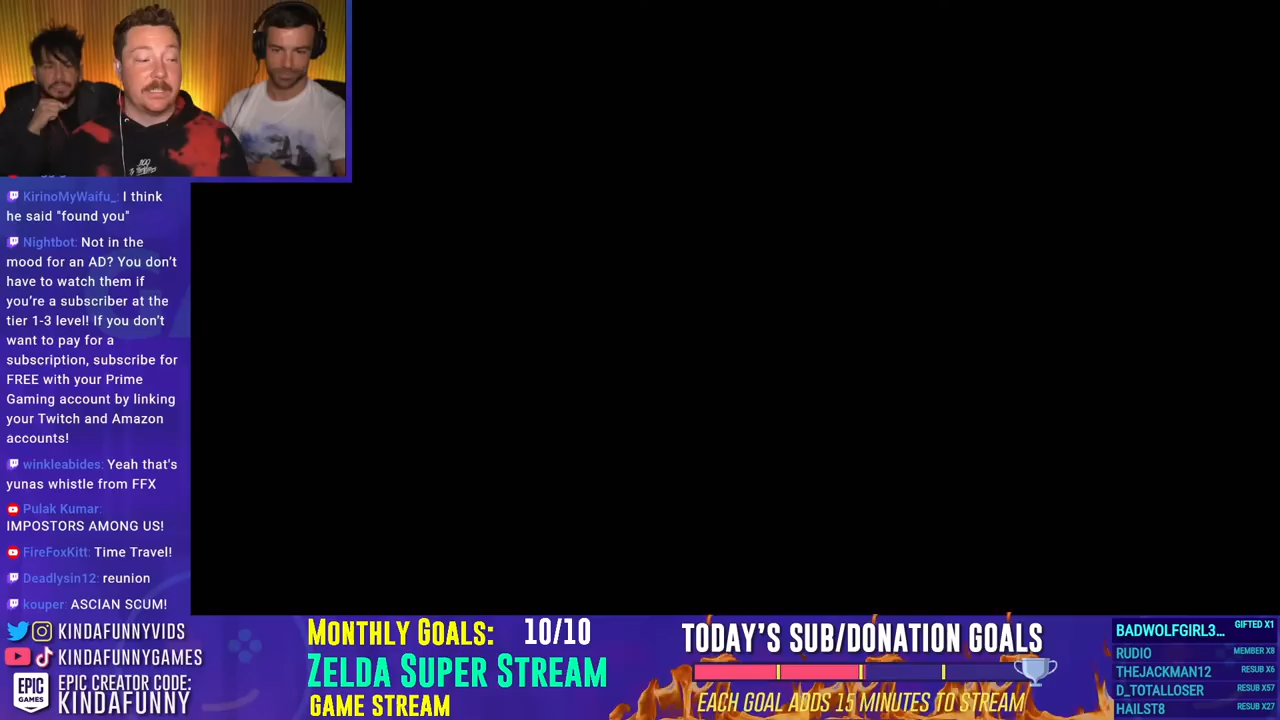 KirinoMyWaifu_: I think
he said "found you"
Nightbot: Not in the
mood for an AD? You don't
have to watch them if
you're a subscriber at the
tier 1-3 level! If you don't
want to pay for a
subscription, subscribe for
FREE with your Prime
Gaming account by linking
your Twitch and Amazon
accounts!
winkleabides: Yeah that's
yunas whistle from FFX
Pulak Kumar:
IMPOSTORS AMONG US!
FireFoxKitt: Time Travel!
Deadlysin12: reunion
kouper: ASCIAN SCUM!
KINDAFUNNYVIDS
KINDAFUNNYGAMES
EPIC GAMES
EPIC CREATOR CODE:
KINDAFUNNY
MONTHLY GOALS: 10/10
ZELDA SUPER STREAM
GAME STREAM
TODAY'S SUB/DONATION GOALS
EACH GOAL ADDS 15 MINUTES TO STREAM
BADWOLFGIRL3... GIFTED X1
RUDIO MEMBER X8
THEJACKMAN12 RESUB X6
D_TOTALLOSER RESUB X57
HAILST8 RESUB X27